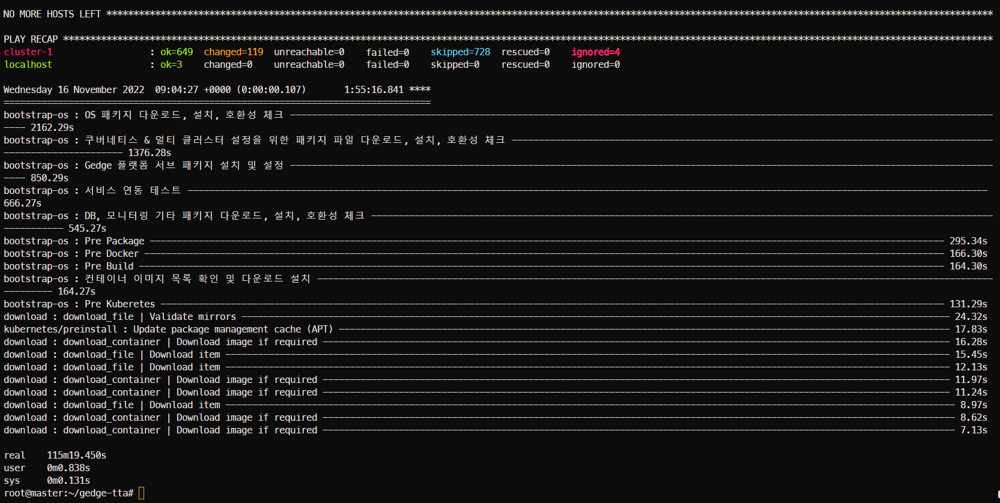 NO MORE HOSTS LEFT ********************************************************************************************************************************************************************
PLAY RECAP ****************************************************************************************************************************************************************************
cluster-1                  : ok=649  changed=119  unreachable=0    failed=0    skipped=728  rescued=0    ignored=4
localhost                  : ok=3    changed=0    unreachable=0    failed=0    skipped=0    rescued=0    ignored=0
Wednesday 16 November 2022  09:04:27 +0000 (0:00:00.107)       1:55:16.841 ****
===============================================================================
bootstrap-os : OS 패키지 다운로드, 설치, 호환성 체크 ----------------------------------------------------------------------------------------------------------------------------------
---- 2162.29s
bootstrap-os : 쿠버네티스 & 멀티 클러스터 설정을 위한 패키지 파일 다운로드, 설치, 호환성 체크 -----------------------------------------------------------------------------------------
---------------------- 1376.28s
bootstrap-os : Gedge 플랫폼 서브 패키지 설치 및 설정 ----------------------------------------------------------------------------------------------------------------------------------
---- 850.29s
bootstrap-os : 서비스 연동 테스트 ----------------------------------------------------------------------------------------------------------------------------------------------------
666.27s
bootstrap-os : DB, 모니터링 기타 패키지 다운로드, 설치, 호환성 체크 -------------------------------------------------------------------------------------------------------------------
----------- 545.27s
bootstrap-os : Pre Package --------------------------------------------------------------------------------------------------------------------------------------------------- 295.34s
bootstrap-os : Pre Docker ---------------------------------------------------------------------------------------------------------------------------------------------------- 166.30s
bootstrap-os : Pre Build ----------------------------------------------------------------------------------------------------------------------------------------------------- 164.30s
bootstrap-os : 컨테이너 이미지 목록 확인 및 다운로드 설치 -----------------------------------------------------------------------------------------------------------------------------
--------- 164.27s
bootstrap-os : Pre Kuberetes ------------------------------------------------------------------------------------------------------------------------------------------------- 131.29s
download : download_file | Validate mirrors ----------------------------------------------------------------------------------------------------------------------------------- 24.32s
kubernetes/preinstall : Update package management cache (APT) ----------------------------------------------------------------------------------------------------------------- 17.83s
download : download_container | Download image if required -------------------------------------------------------------------------------------------------------------------- 16.28s
download : download_file | Download item -------------------------------------------------------------------------------------------------------------------------------------- 15.45s
download : download_file | Download item -------------------------------------------------------------------------------------------------------------------------------------- 12.13s
download : download_container | Download image if required -------------------------------------------------------------------------------------------------------------------- 11.97s
download : download_container | Download image if required -------------------------------------------------------------------------------------------------------------------- 11.24s
download : download_file | Download item --------------------------------------------------------------------------------------------------------------------------------------- 8.97s
download : download_container | Download image if required --------------------------------------------------------------------------------------------------------------------- 8.62s
download : download_container | Download image if required --------------------------------------------------------------------------------------------------------------------- 7.13s
real    115m19.450s
user    0m0.838s
sys     0m0.131s
root@master:~/gedge-tta#